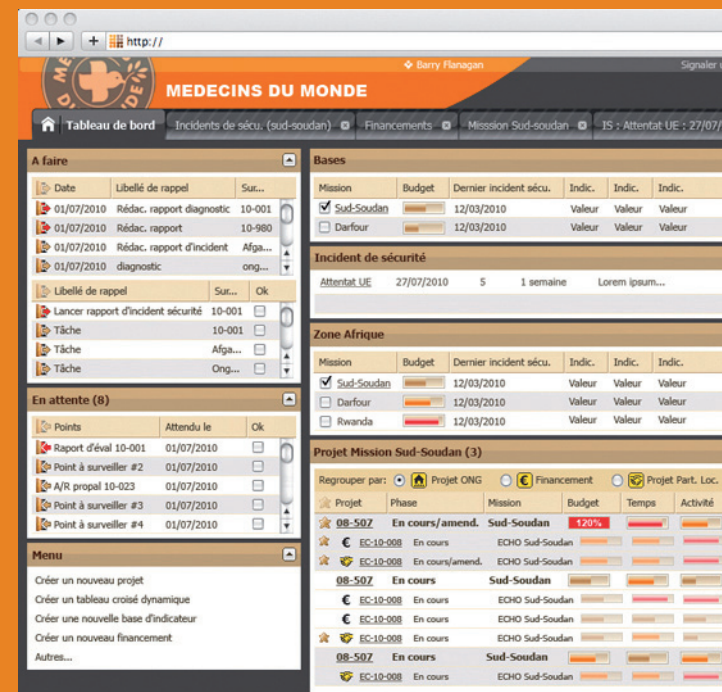 http://
Barry Flanagan
Signaler
MEDECINS DU MONDE
Tableau de bord
Incidents de sécu. (sud-soudan)
Financements
Misssion Sud-soudan
IS : Attentat UE : 27/07/
A faire
Date Libellé de rappel Sur...
01/07/2010 Rédac. rapport diagnostic 10-001
01/07/2010 Rédac. rapport 10-980
01/07/2010 Rédac. rapport d'incident Afga...
01/07/2010 diagnostic ong...
Libellé de rappel Sur... Ok
Lancer rapport d'incident sécurité 10-001
Tâche 10-001
Tâche Afga...
Tâche Ong...
En attente (8)
Points Attendu le Ok
Raport d'éval 10-001 01/07/2010
Point à surveiller #2 01/07/2010
A/R propal 10-023 01/07/2010
Point à surveiller #3 01/07/2010
Point à surveiller #4 01/07/2010
Menu
Créer un nouveau projet
Créer un tableau croisé dynamique
Créer une nouvelle base d'indicateur
Créer un nouveau financement
Autres...
Bases
Mission Budget Dernier incident sécu. Indic. Indic. Indic.
Sud-Soudan 12/03/2010 Valeur Valeur Valeur
Darfour 12/03/2010 Valeur Valeur Valeur
Incident de sécurité
Attentat UE 27/07/2010 5 1 semaine Lorem ipsum...
Zone Afrique
Mission Budget Dernier incident sécu. Indic. Indic. Indic.
Sud-Soudan 12/03/2010 Valeur Valeur Valeur
Darfour 12/03/2010 Valeur Valeur Valeur
Rwanda 12/03/2010 Valeur Valeur Valeur
Projet Mission Sud-Soudan (3)
Regrouper par: Projet ONG € Financement Projet Part. Loc.
Projet Phase Mission Budget Temps Activité
08-507 En cours/amend. Sud-Soudan 120%
€ EC-10-008 En cours ECHO Sud-Soudan
EC-10-008 En cours/amend. ECHO Sud-Soudan
08-507 En cours Sud-Soudan
€ EC-10-008 En cours ECHO Sud-Soudan
€ EC-10-008 En cours ECHO Sud-Soudan
EC-10-008 En cours ECHO Sud-Soudan
08-507 En cours Sud-Soudan
EC-10-008 En cours ECHO Sud-Soudan